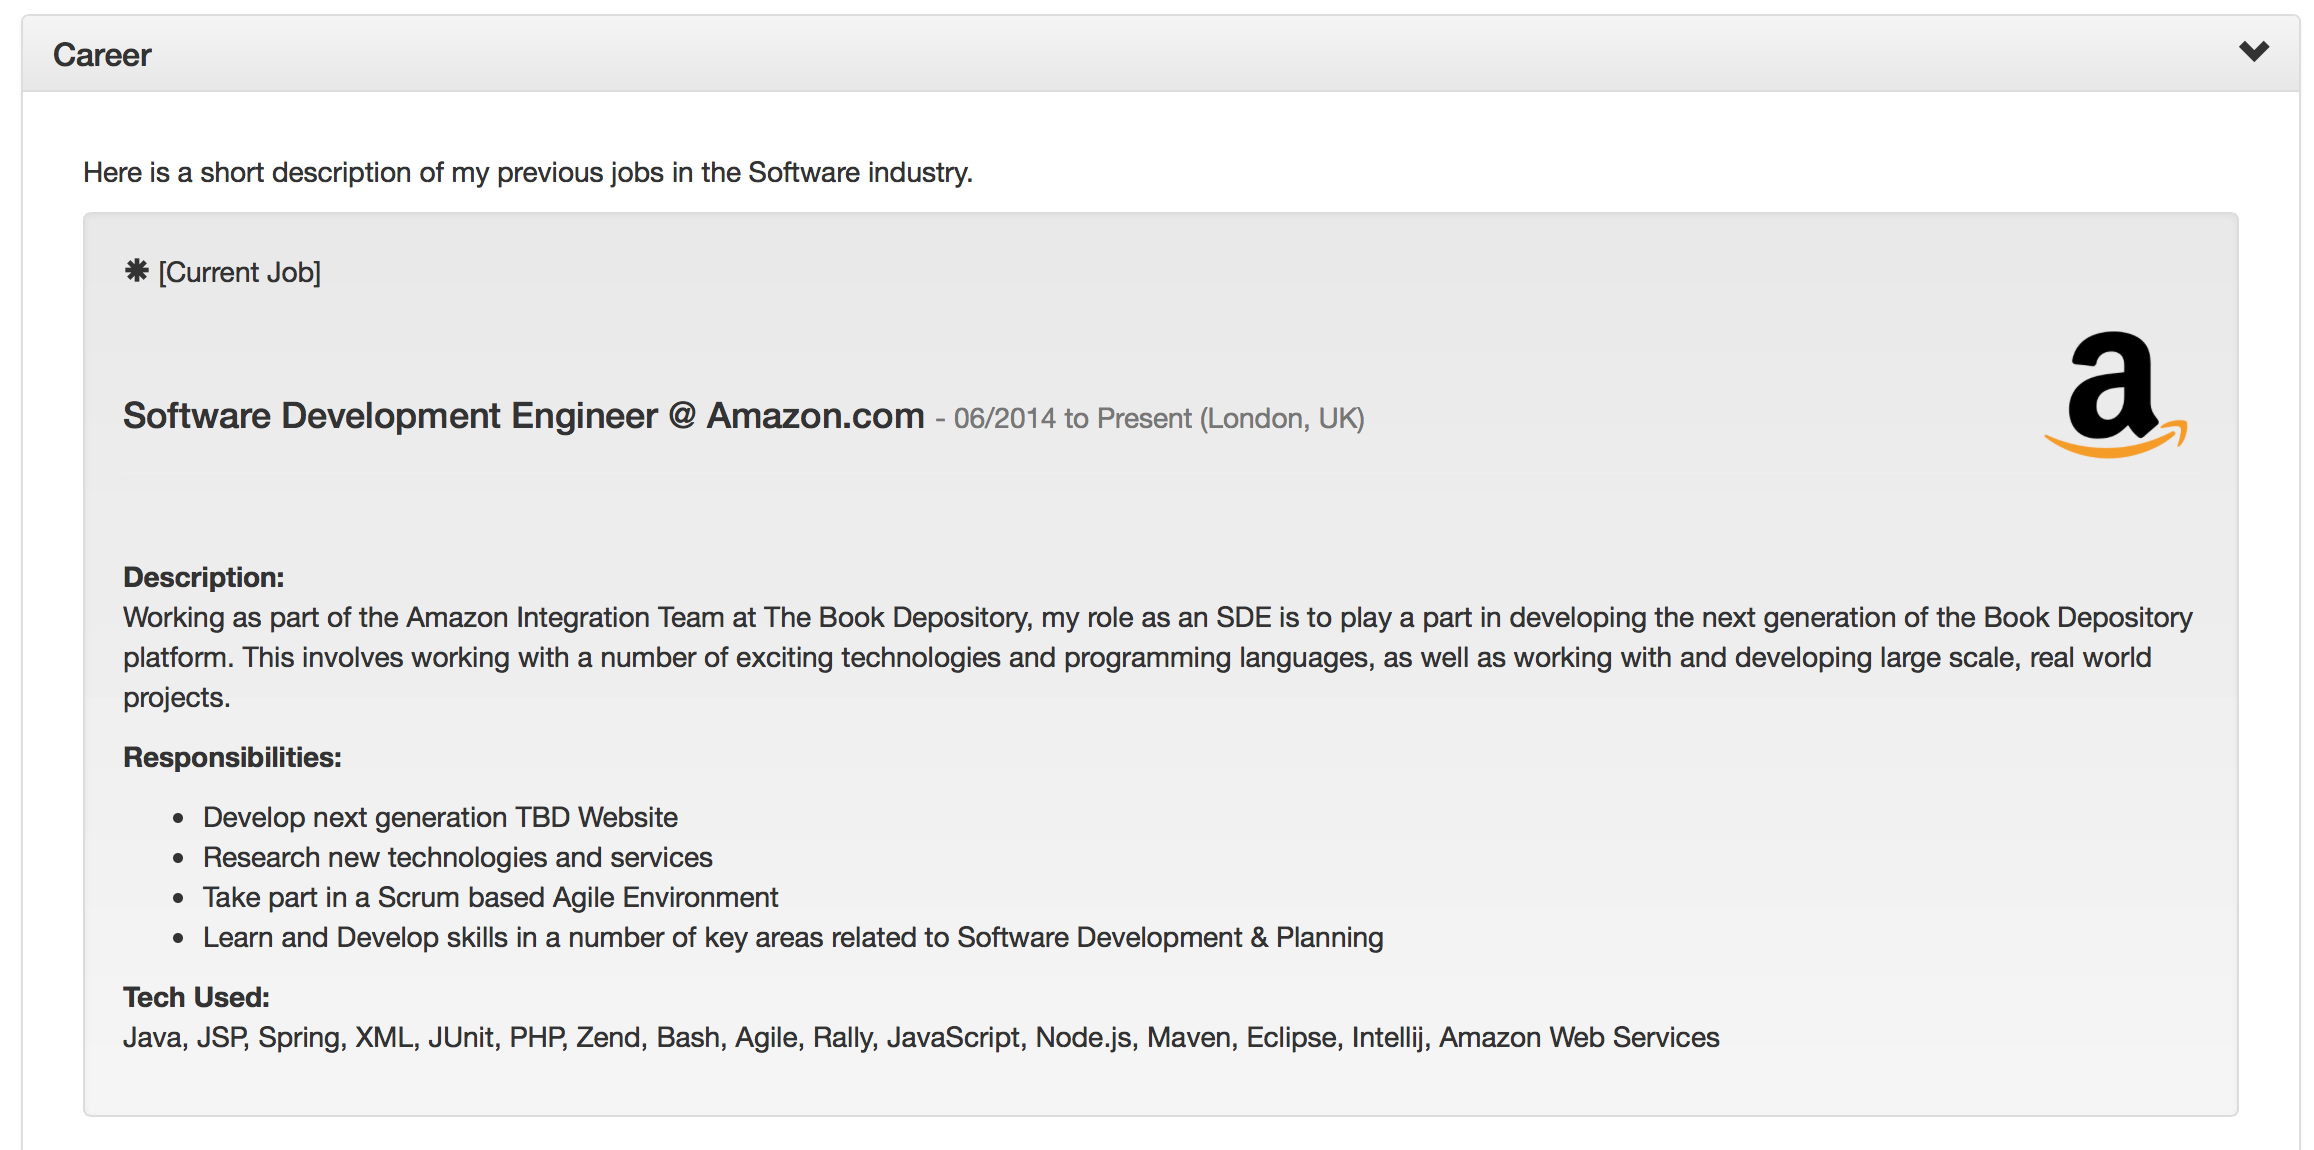 Career
Here is a short description of my previous jobs in the Software industry.
✱ [Current Job]
Software Development Engineer @ Amazon.com - 06/2014 to Present (London, UK)
a
Description:
Working as part of the Amazon Integration Team at The Book Depository, my role as an SDE is to play a part in developing the next generation of the Book Depository
platform. This involves working with a number of exciting technologies and programming languages, as well as working with and developing large scale, real world
projects.
Responsibilities:
• Develop next generation TBD Website
• Research new technologies and services
• Take part in a Scrum based Agile Environment
• Learn and Develop skills in a number of key areas related to Software Development & Planning
Tech Used:
Java, JSP, Spring, XML, JUnit, PHP, Zend, Bash, Agile, Rally, JavaScript, Node.js, Maven, Eclipse, Intellij, Amazon Web Services